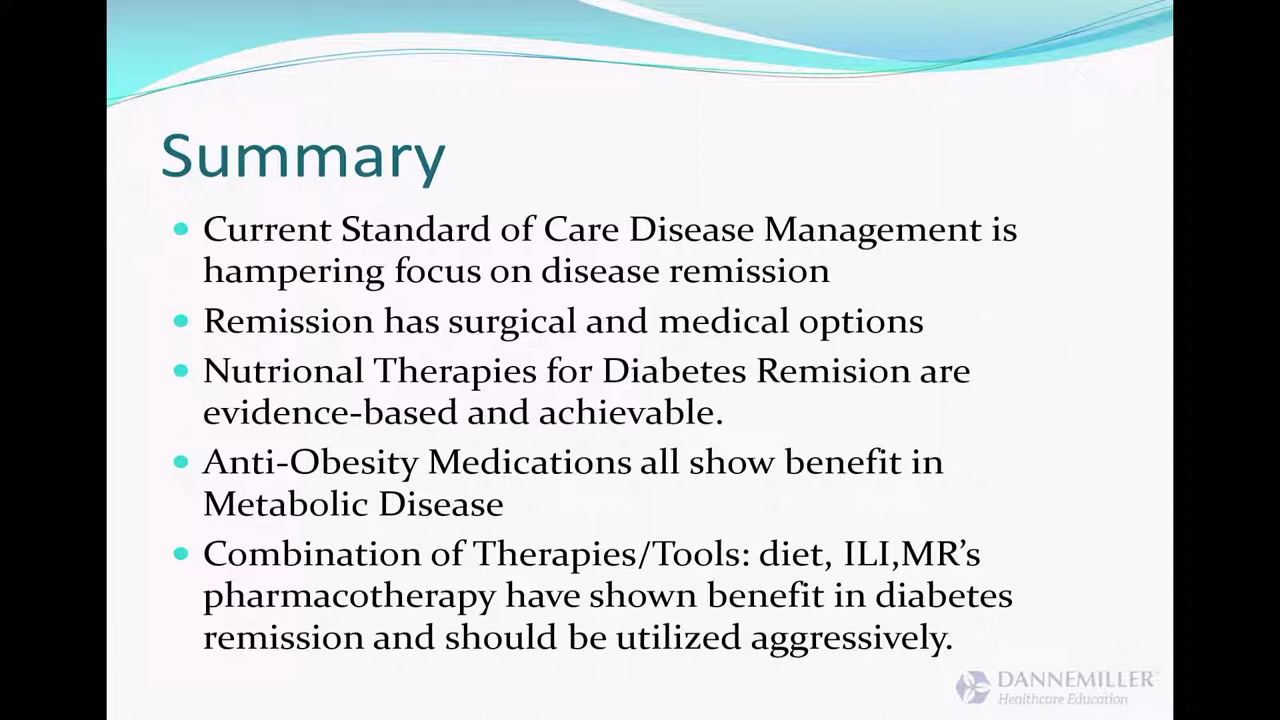 Summary
Current Standard of Care Disease Management is
hampering focus on disease remission
Remission has surgical and medical options
Nutrional Therapies for Diabetes Remision are
evidence-based and achievable.
Anti-Obesity Medications all show benefit in
Metabolic Disease
Combination of Therapies/Tools: diet, ILI,MR’s
pharmacotherapy have shown benefit in diabetes
remission and should be utilized aggressively.
DANNEMILLER
Healthcare Education